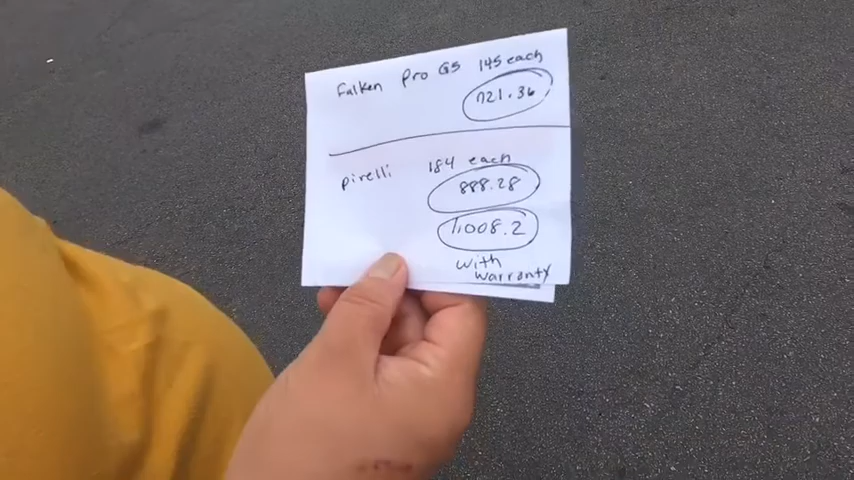 Falken Pro G5 145 each
721.36
pirelli 184 each
888.28
1,008.2
with
warranty